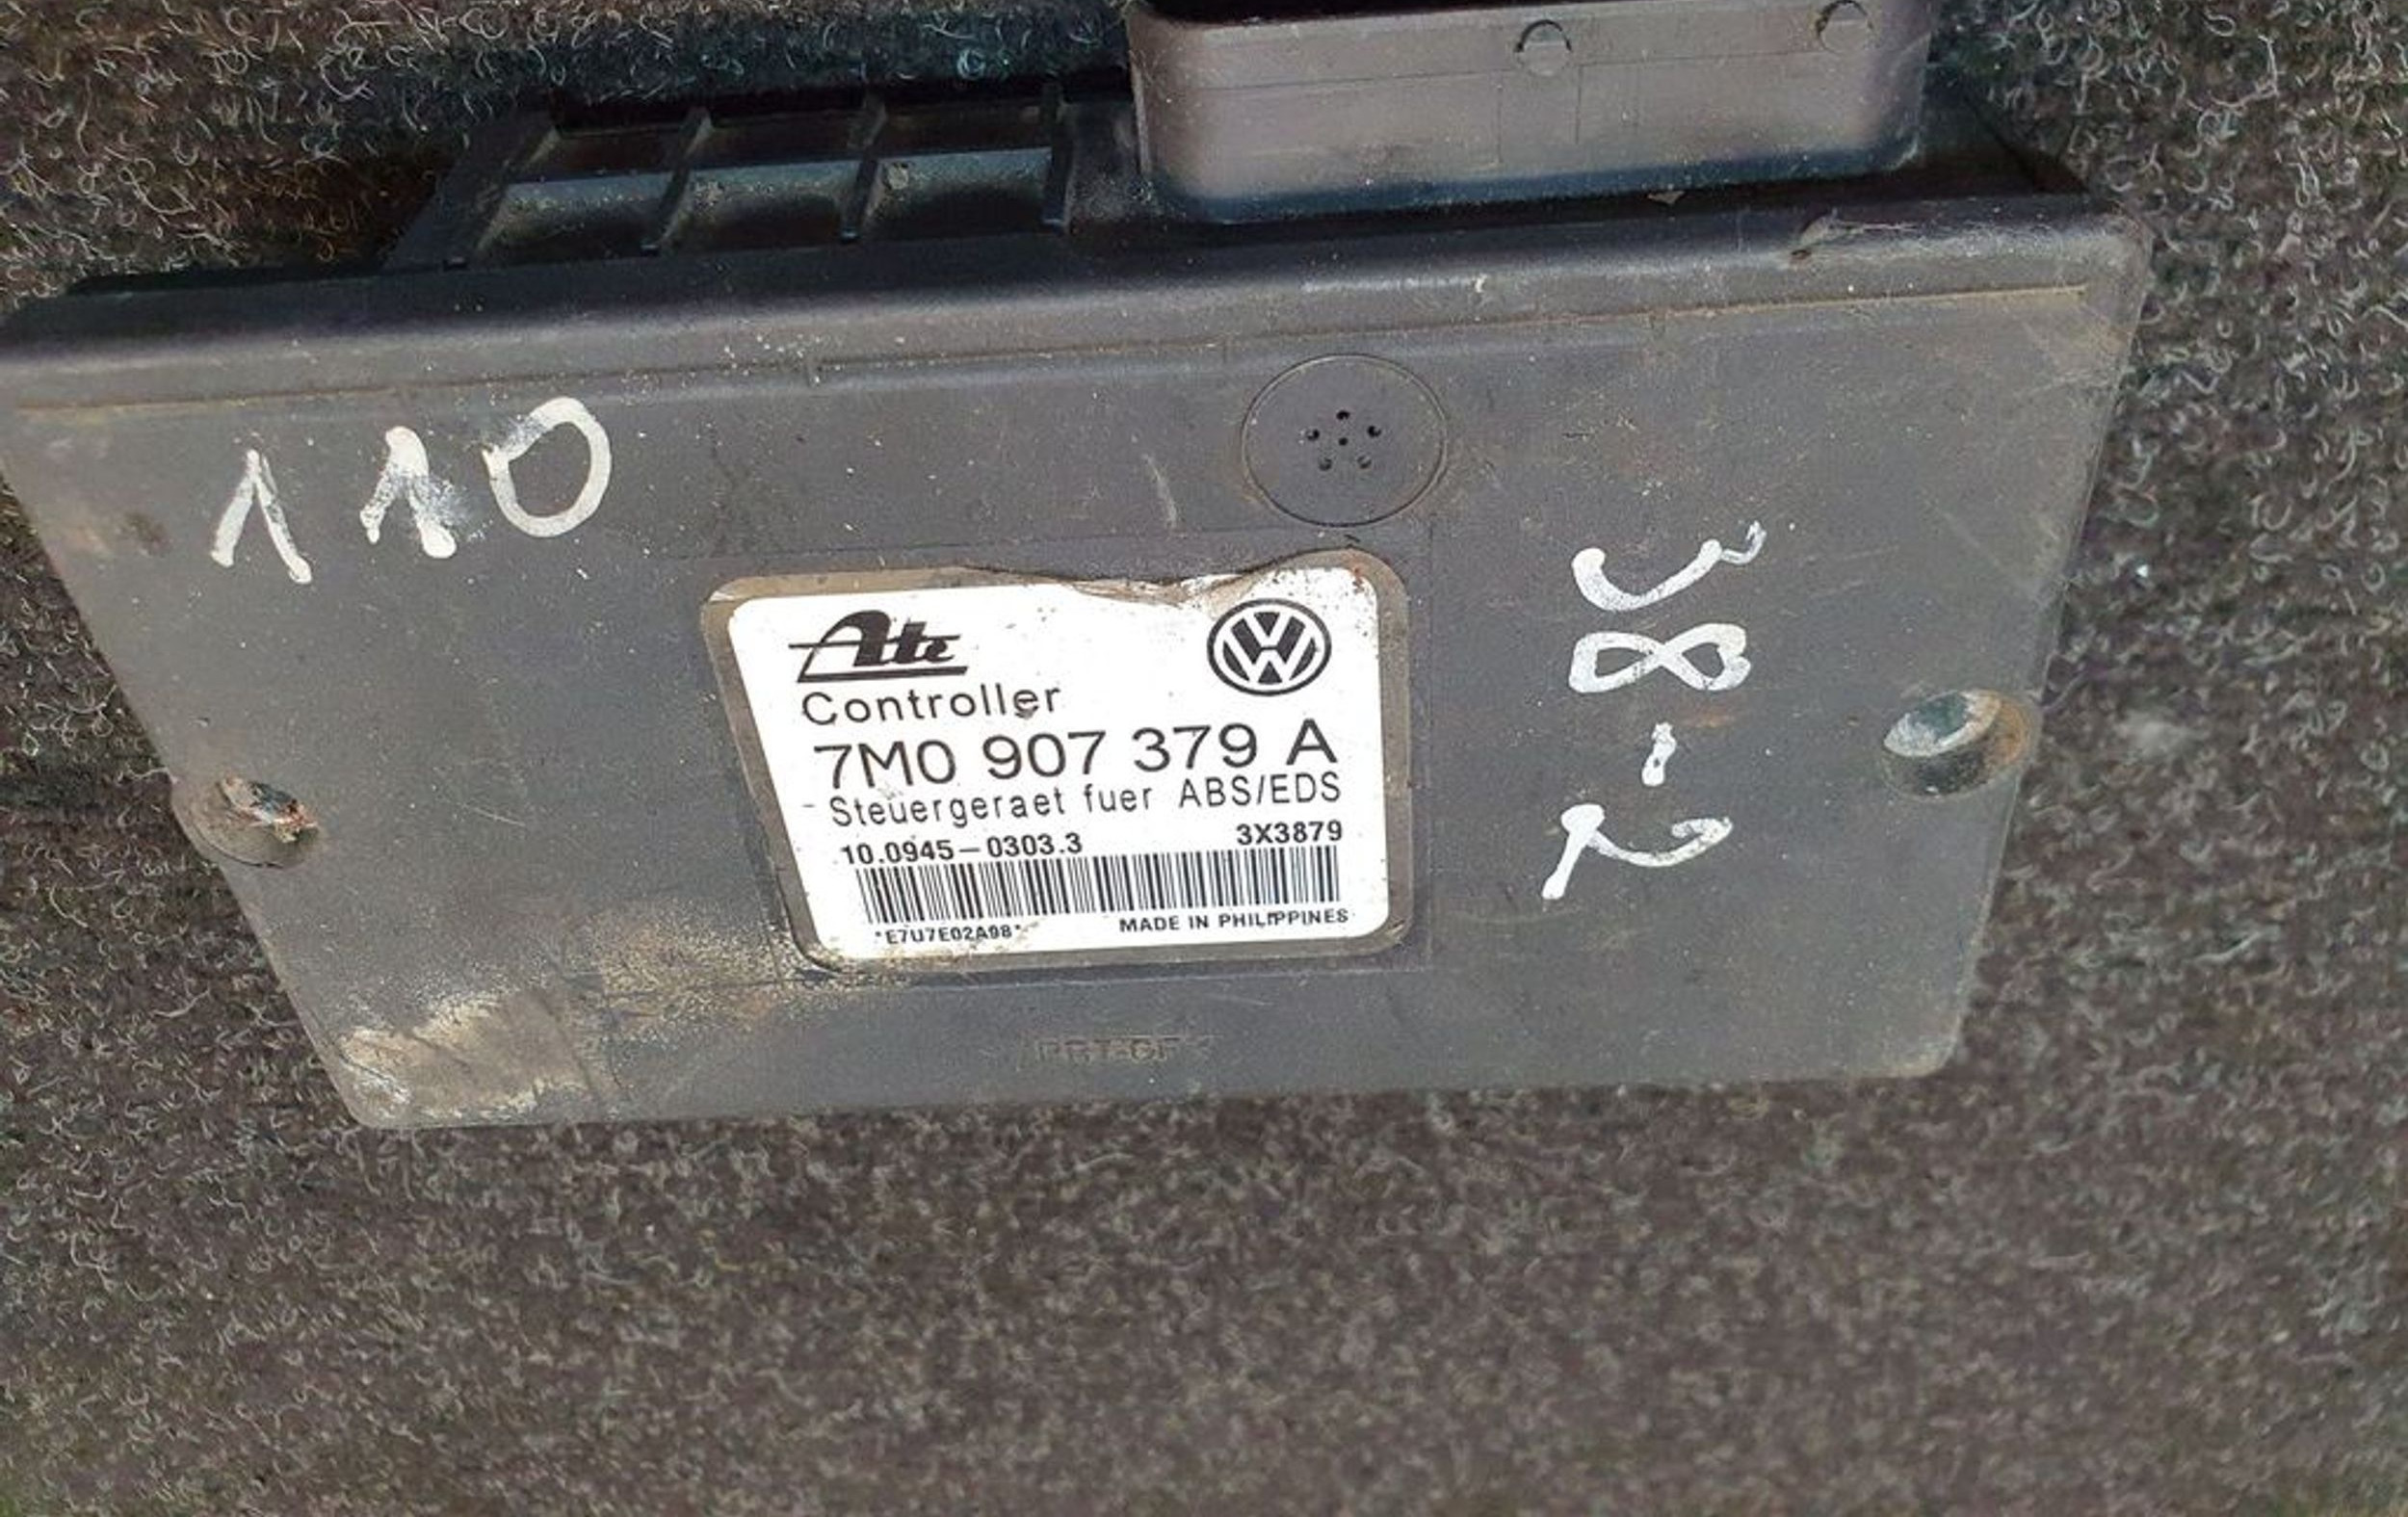 110
Ate
VW
Controller
7M0 907 379 A
Steuergeraet fuer ABS/EDS
10.0945-0303.3 3X3879
*E7U7E02A98* MADE IN PHILIPPINES